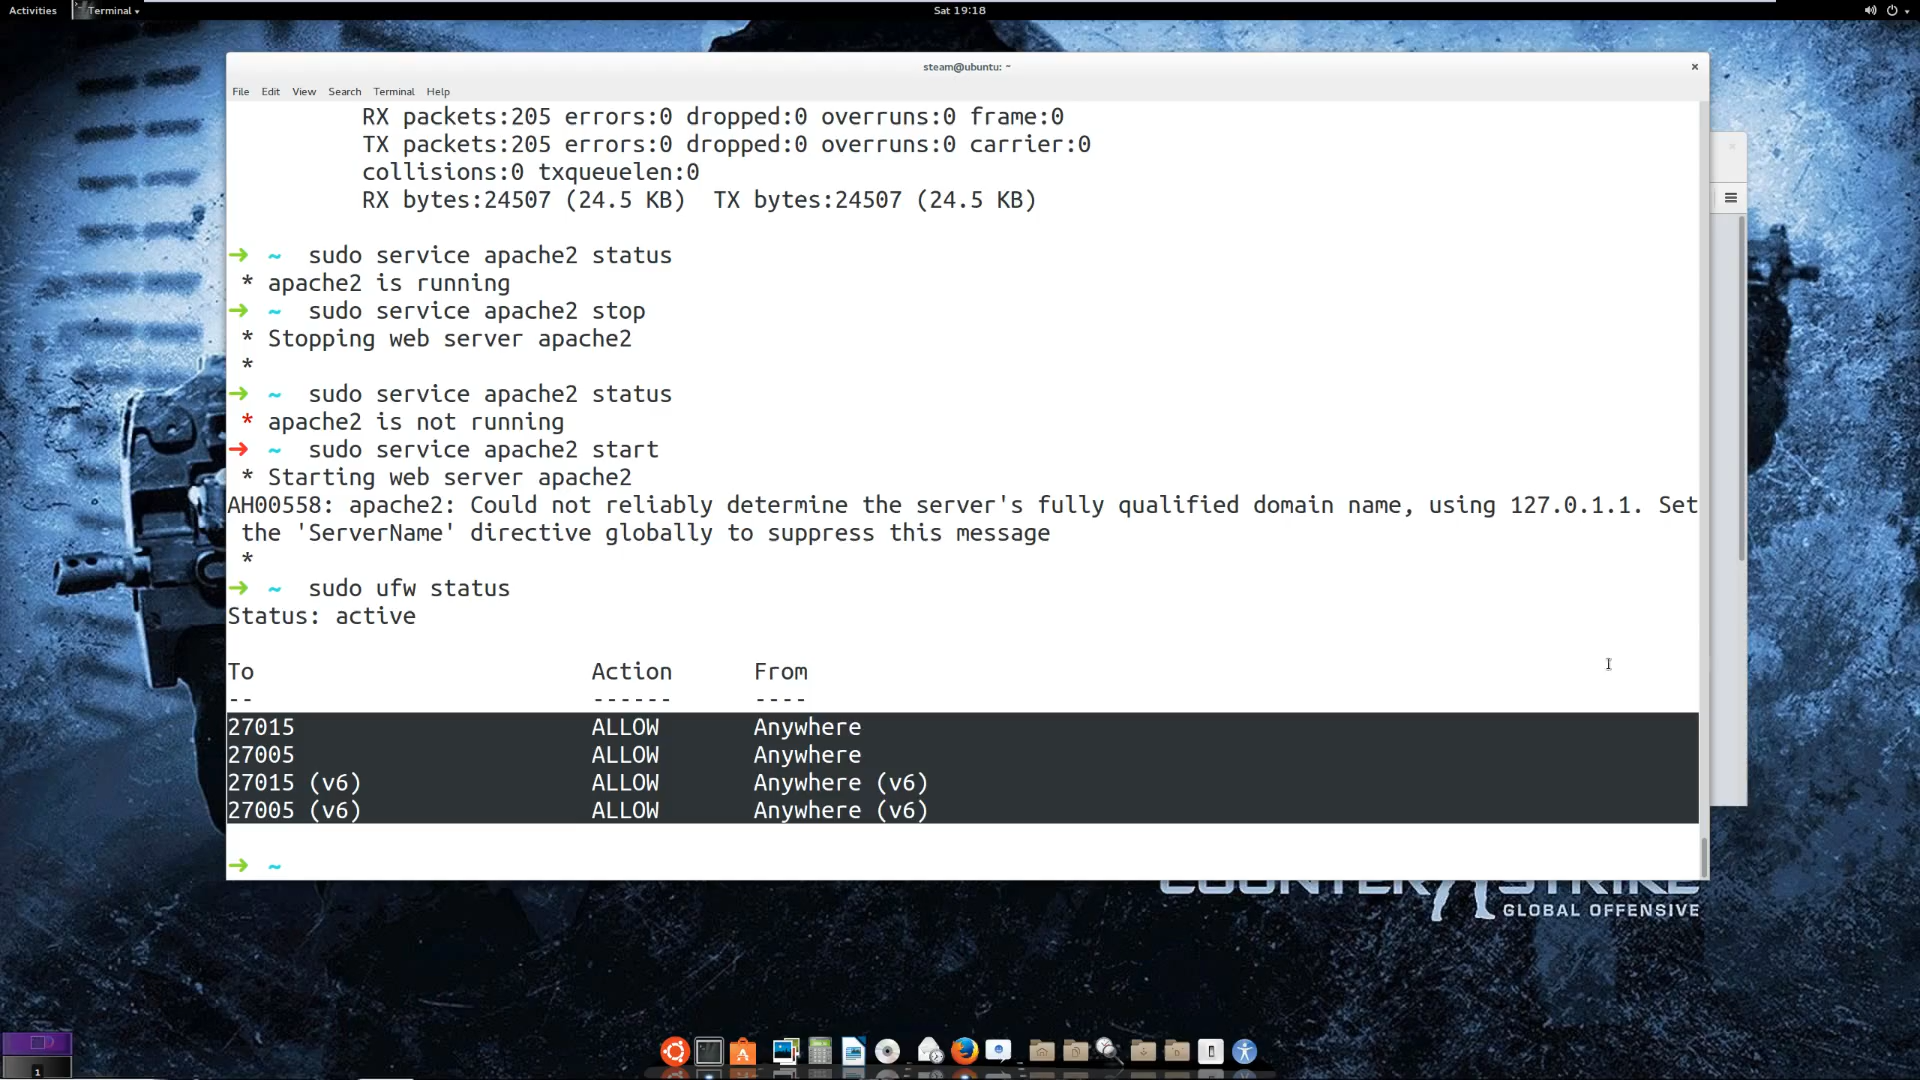 Activities
Terminal
Sat 19:18
steam@ubuntu: ~
File Edit View Search Terminal Help
RX packets:205 errors:0 dropped:0 overruns:0 frame:0
TX packets:205 errors:0 dropped:0 overruns:0 carrier:0
collisions:0 txqueuelen:0
RX bytes:24507 (24.5 KB)  TX bytes:24507 (24.5 KB)
➜ ~ sudo service apache2 status
* apache2 is running
➜ ~ sudo service apache2 stop
* Stopping web server apache2
*
➜ ~ sudo service apache2 status
* apache2 is not running
➜ ~ sudo service apache2 start
* Starting web server apache2
AH00558: apache2: Could not reliably determine the server's fully qualified domain name, using 127.0.1.1. Set
the 'ServerName' directive globally to suppress this message
*
➜ ~ sudo ufw status
Status: active
To Action From
-- ------ ----
27015 ALLOW Anywhere
27005 ALLOW Anywhere
27015 (v6) ALLOW Anywhere (v6)
27005 (v6) ALLOW Anywhere (v6)
➜ ~
COUNTER STRIKE
GLOBAL OFFENSIVE
1